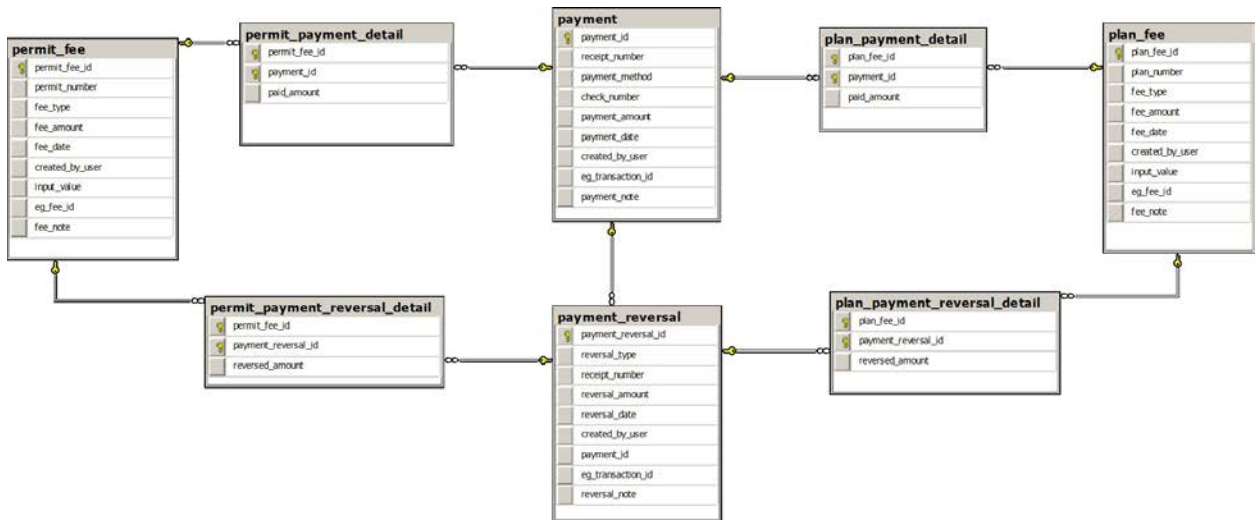 permit_fee
permit_fee_id
permit_number
fee_type
fee_amount
fee_date
created_by_user
input_value
eg_fee_id
fee_note
permit_payment_detail
permit_fee_id
payment_id
paid_amount
payment
payment_id
receipt_number
payment_method
check_number
payment_amount
payment_date
created_by_user
eg_transaction_id
payment_note
plan_payment_detail
plan_fee_id
payment_id
paid_amount
plan_fee
plan_fee_id
plan_number
fee_type
fee_amount
fee_date
created_by_user
input_value
eg_fee_id
fee_note
permit_payment_reversal_detail
permit_fee_id
payment_reversal_id
reversed_amount
payment_reversal
payment_reversal_id
reversal_type
receipt_number
reversal_amount
reversal_date
created_by_user
payment_id
eg_transaction_id
reversal_note
plan_payment_reversal_detail
plan_fee_id
payment_reversal_id
reversed_amount